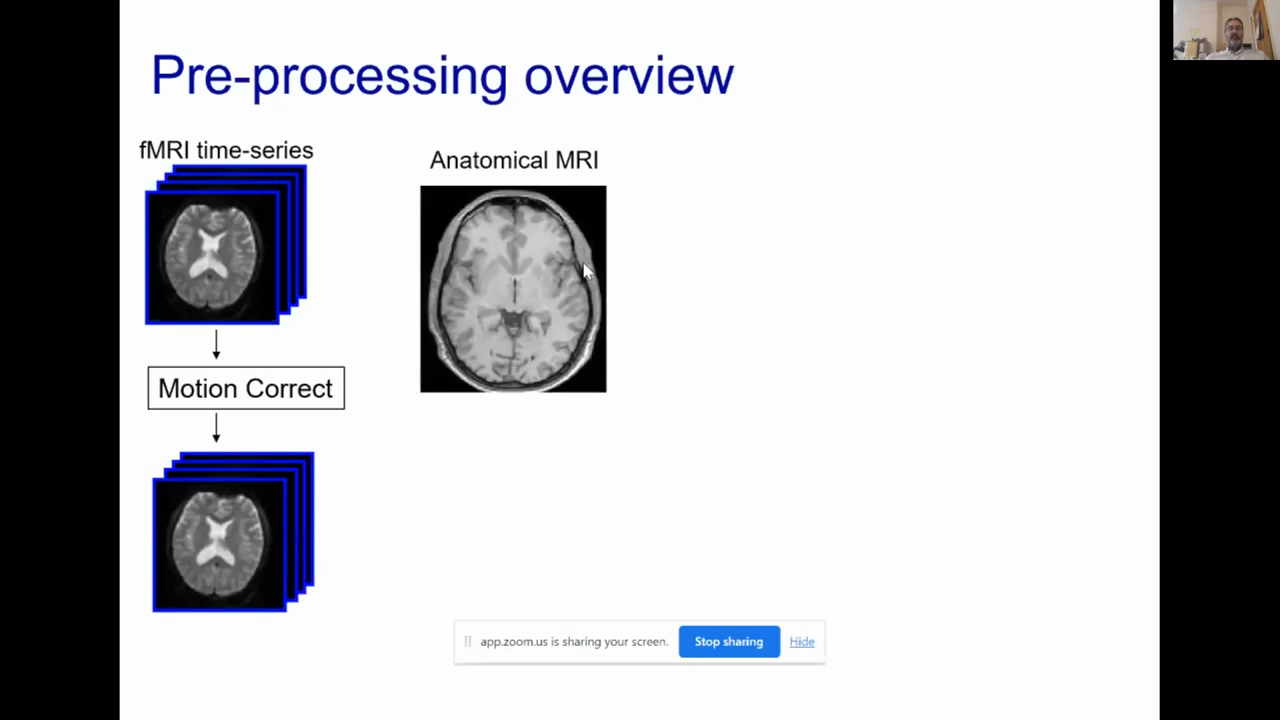 Pre-processing overview
fMRI time-series
Anatomical MRI
Motion Correct
app.zoom.us is sharing your screen.
Stop sharing
Hide